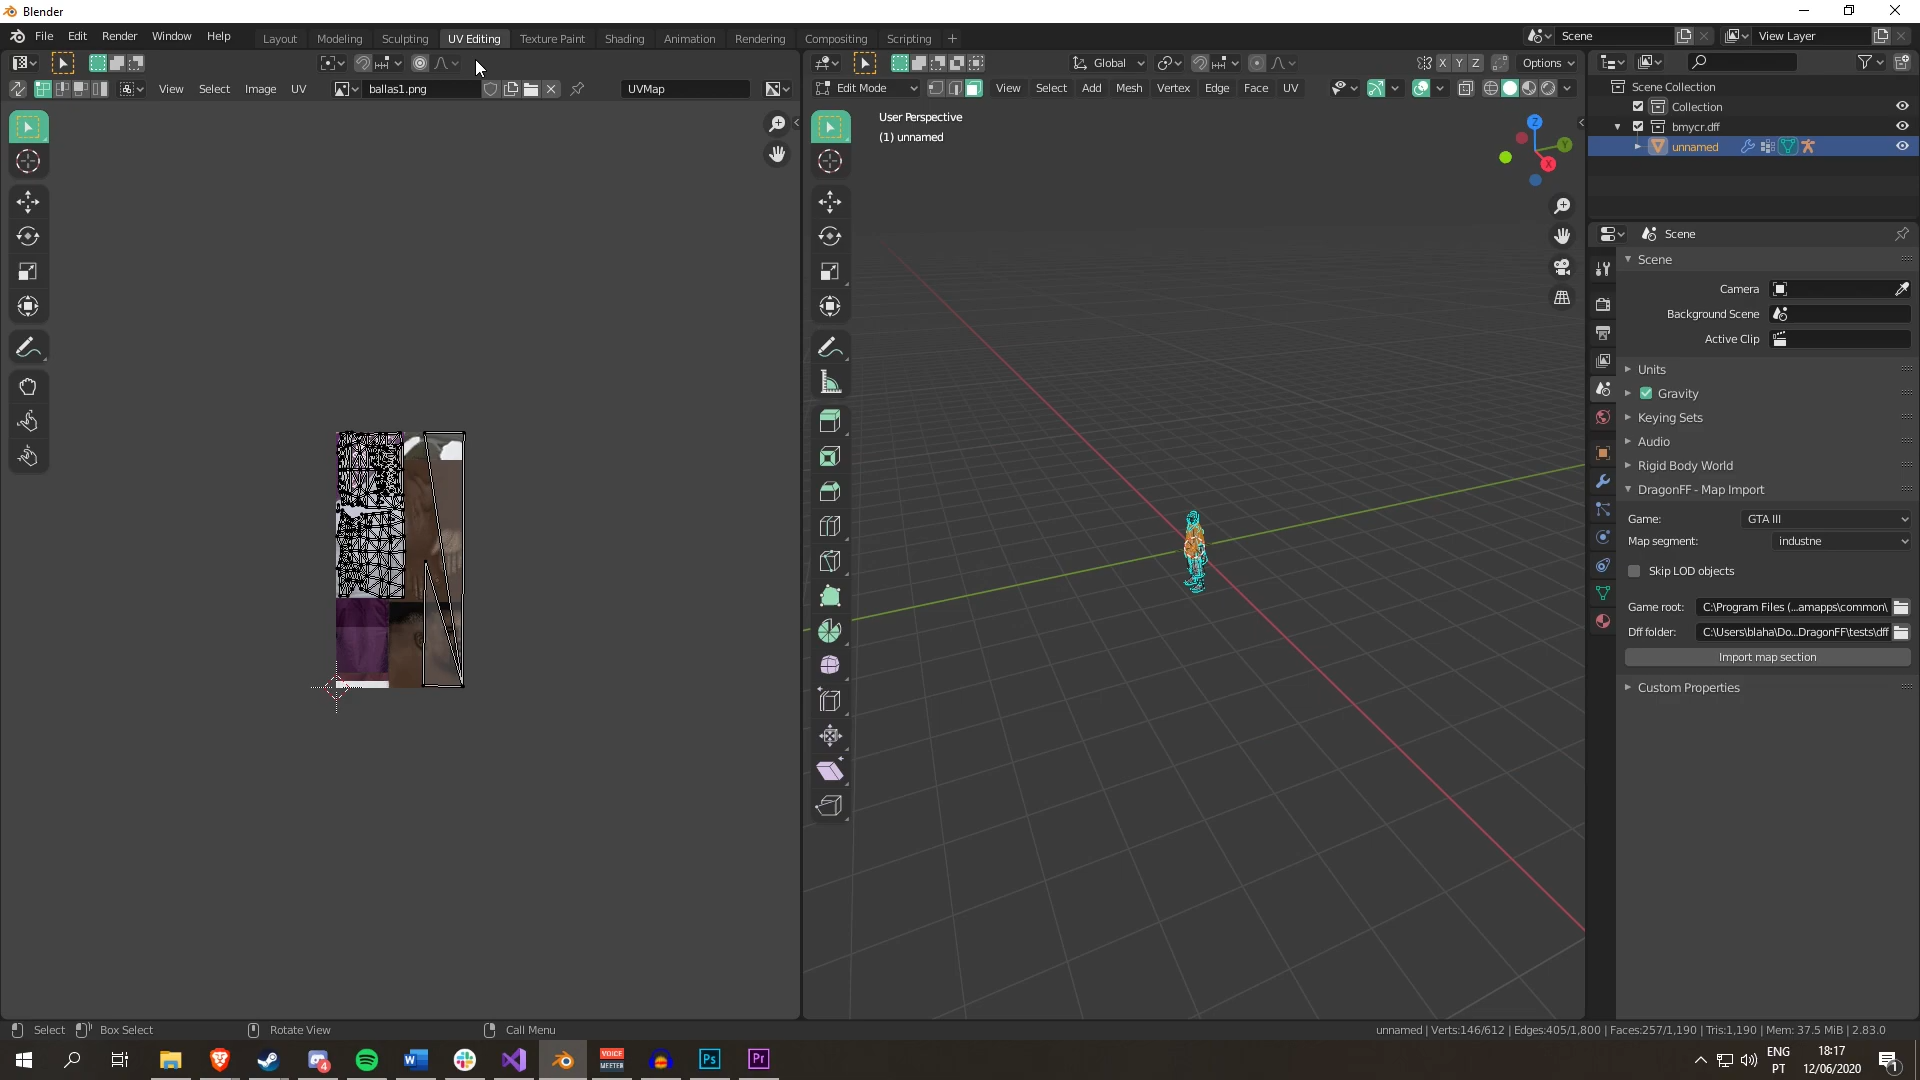 Blender
File Edit Render Window Help
Layout Modeling Sculpting UV Editing Texture Paint Shading Animation Rendering Compositing Scripting
Scene
View Layer
Global
X Y Z
Options
View Select Image UV
ballas1.png
UVMap
Edit Mode
View Select Add Mesh Vertex Edge Face UV
User Perspective
(1) unnamed
Z
Y
X
Scene Collection
Collection
bmycr.dff
unnamed
Scene
Scene
Camera
Background Scene
Active Clip
Units
Gravity
Keying Sets
Audio
Rigid Body World
DragonFF - Map Import
Game: GTA III
Map segment: industne
Skip LOD objects
Game root: C:\Program Files (...amapps\common\
Dff folder: C:\Users\blaha\Do...DragonFF\tests\dff
Import map section
Custom Properties
Select Box Select Rotate View Call Menu
unnamed | Verts:146/612 | Edges:405/1,800 | Faces:257/1,190 | Tris:1,190 | Mem: 37.5 MiB | 2.83.0
4
W
VOICE
MEETER
Ps
Pr
ENG
PT
18:17
12/06/2020
1